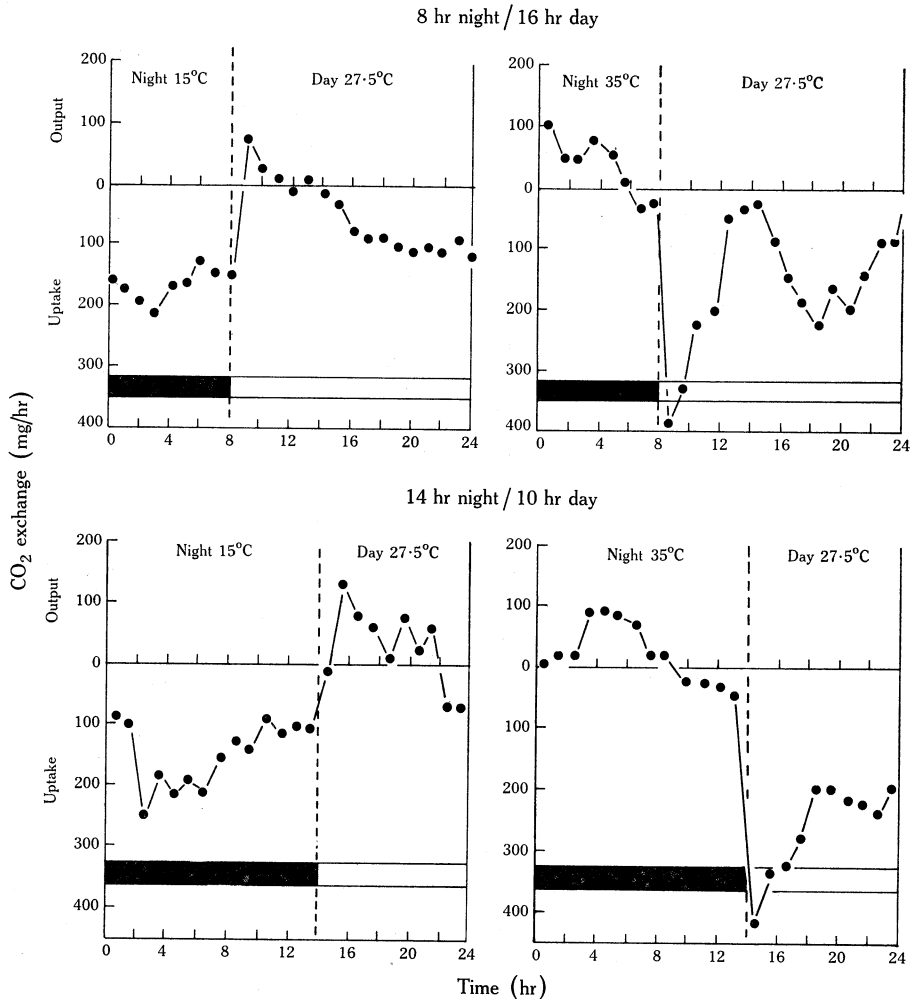 8 hr night / 16 hr day
Night 15°C
Day 27·5°C
Night 35°C
Day 27·5°C
200
100
0
100
200
300
400
Output
Uptake
0 4 8 12 16 20 24
200
100
0
100
200
300
400
0 4 8 12 16 20 24
CO₂ exchange (mg/hr)
14 hr night / 10 hr day
Night 15°C
Day 27·5°C
Night 35°C
Day 27·5°C
200
100
0
100
200
300
400
Output
Uptake
0 4 8 12 16 20 24
200
100
0
100
200
300
400
0 4 8 12 16 20 24
Time (hr)